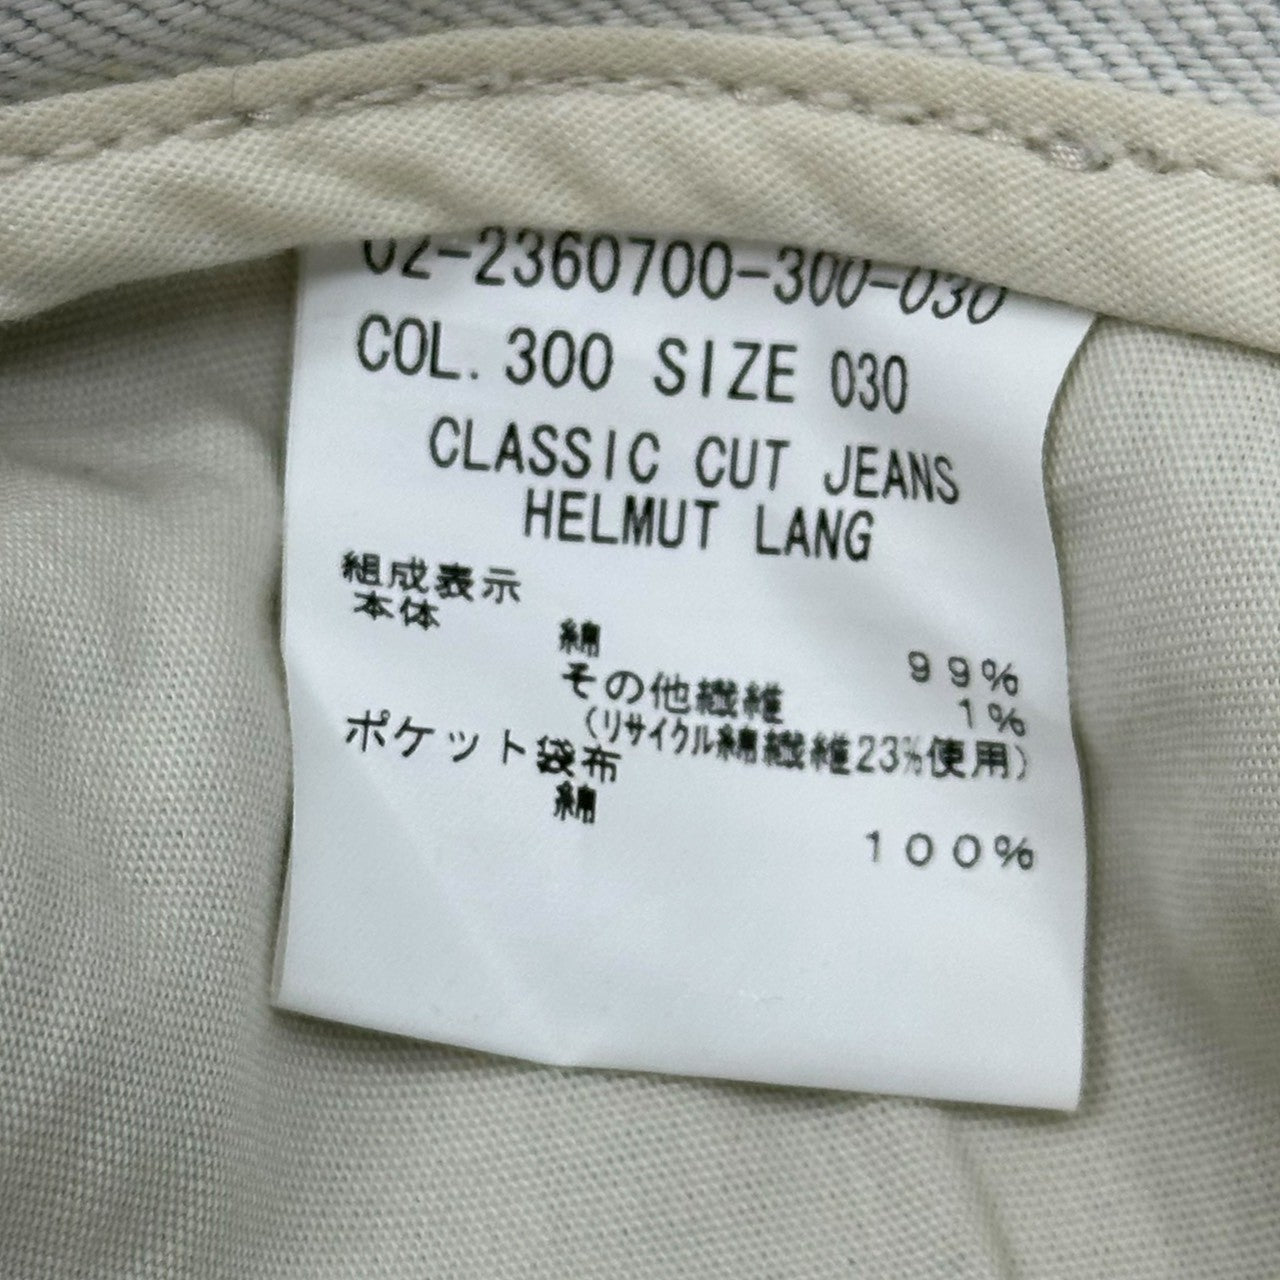 02-2360700-300-030
COL. 300 SIZE 030
CLASSIC CUT JEANS
HELMUT LANG
組成表示
本体
綿 99%
その他繊維 1%
(リサイクル綿繊維23%使用)
ポケット袋布
綿 100%